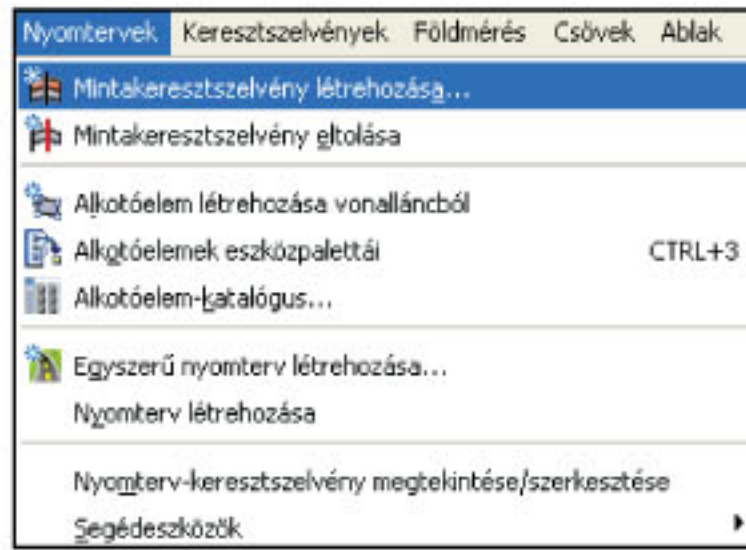 Nyomtervek Keresztszelvények Földmérés Csövek Ablak
Mintakeresztszelvény létrehozása...
Mintakeresztszelvény eltolása
Alkotóelem létrehozása vonalláncból
Alkotóelemek eszközpalettái CTRL+3
Alkotóelem-katalógus...
Egyszerű nyomterv létrehozása...
Nyomterv létrehozása
Nyomterv-keresztszelvény megtekintése/szerkesztése
Segédeszközök